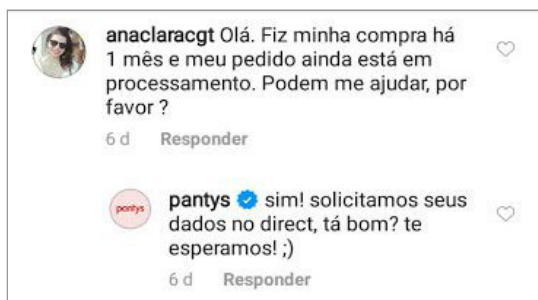 anaclaracgt Olá. Fiz minha compra há
1 mês e meu pedido ainda está em
processamento. Podem me ajudar, por
favor ?
6 d Responder
pantys
pantys sim! solicitamos seus
dados no direct, tá bom? te
esperamos! ;)
6 d Responder